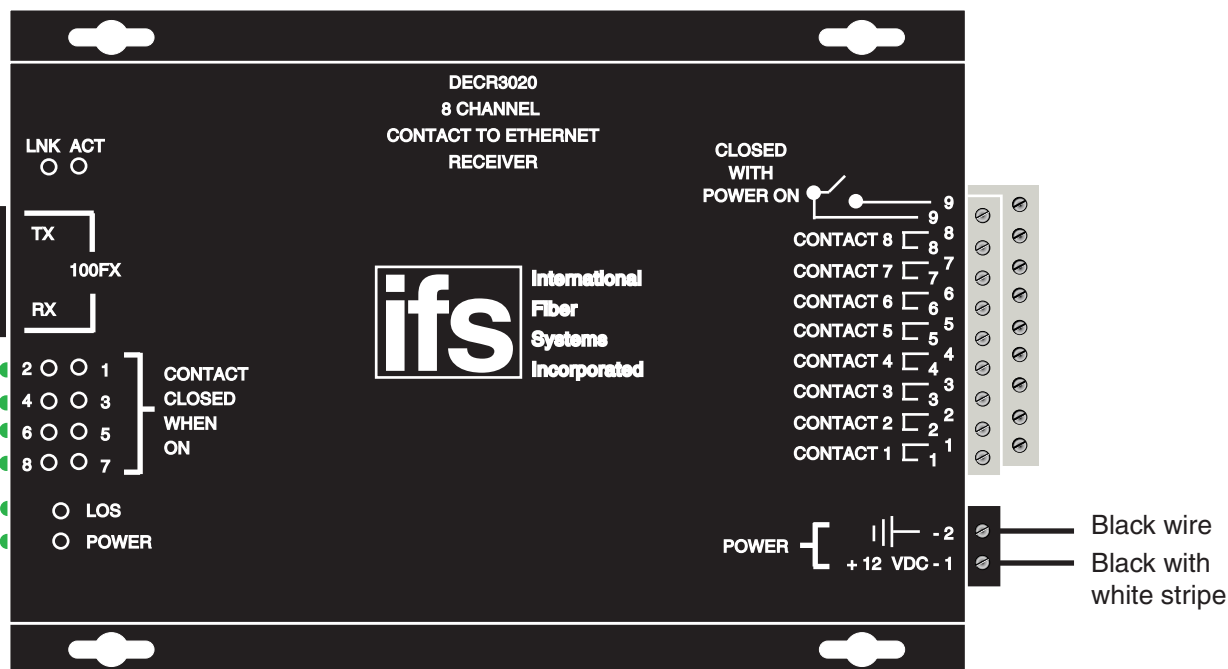 DECR3020
8 CHANNEL
CONTACT TO ETHERNET
RECEIVER
LNK ACT
TX
100FX
RX
2 1
4 3
6 5
8 7
CONTACT
CLOSED
WHEN
ON
LOS
POWER
ifs
International
Fiber
Systems
Incorporated
CLOSED
WITH
POWER ON
9
9
CONTACT 8 8
8
CONTACT 7 7
7
CONTACT 6 6
6
CONTACT 5 5
5
CONTACT 4 4
4
CONTACT 3 3
3
CONTACT 2 2
2
CONTACT 1 1
1
POWER
- 2
+ 12 VDC - 1
Black wire
Black with
white stripe